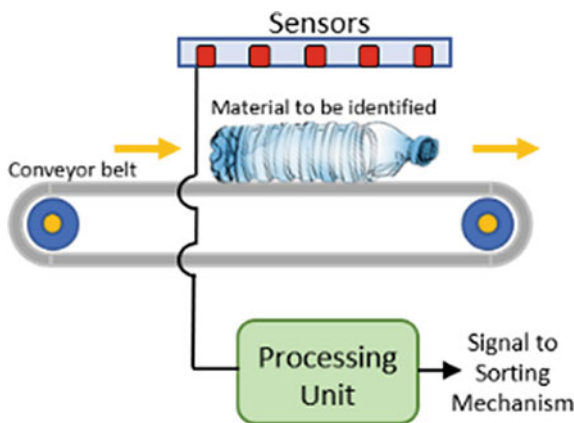 Sensors
Material to be identified
Conveyor belt
Processing
Unit
Signal to
Sorting
Mechanism